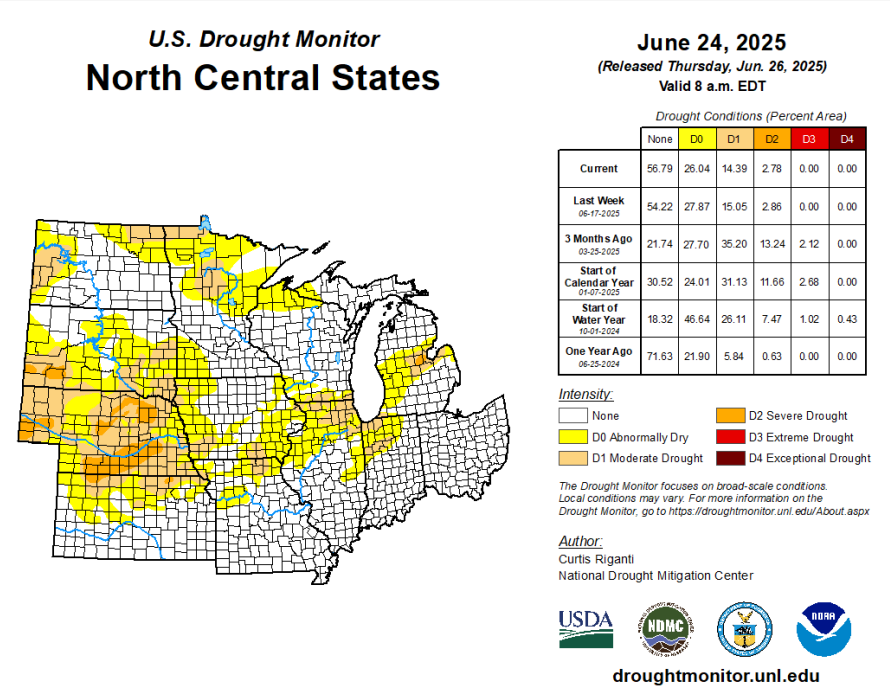 U.S. Drought Monitor
North Central States
June 24, 2025
(Released Thursday, Jun. 26, 2025)
Valid 8 a.m. EDT
Drought Conditions (Percent Area)
None D0 D1 D2 D3 D4
Current 56.79 26.04 14.39 2.78 0.00 0.00
Last Week
06-17-2025 54.22 27.87 15.05 2.86 0.00 0.00
3 Months Ago
03-25-2025 21.74 27.70 35.20 13.24 2.12 0.00
Start of
Calendar Year
01-07-2025 30.52 24.01 31.13 11.66 2.68 0.00
Start of
Water Year
10-01-2024 18.32 46.64 26.11 7.47 1.02 0.43
One Year Ago
06-25-2024 71.63 21.90 5.84 0.63 0.00 0.00
Intensity:
None
D0 Abnormally Dry
D1 Moderate Drought
D2 Severe Drought
D3 Extreme Drought
D4 Exceptional Drought
The Drought Monitor focuses on broad-scale conditions.
Local conditions may vary. For more information on the
Drought Monitor, go to https://droughtmonitor.unl.edu/About.aspx
Author:
Curtis Riganti
National Drought Mitigation Center
USDA
NDMC
NOAA
droughtmonitor.unl.edu